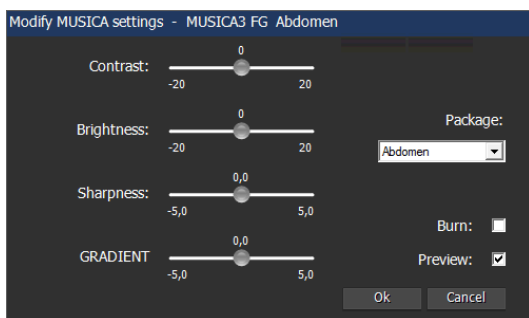 Modify MUSICA settings - MUSICA3 FG Abdomen
0
Contrast:
-20 20
0
Brightness:
-20 20
Package:
Abdomen
0,0
Sharpness:
-5,0 5,0
Burn:
0,0
GRADIENT
-5,0 5,0
Preview:
Ok Cancel